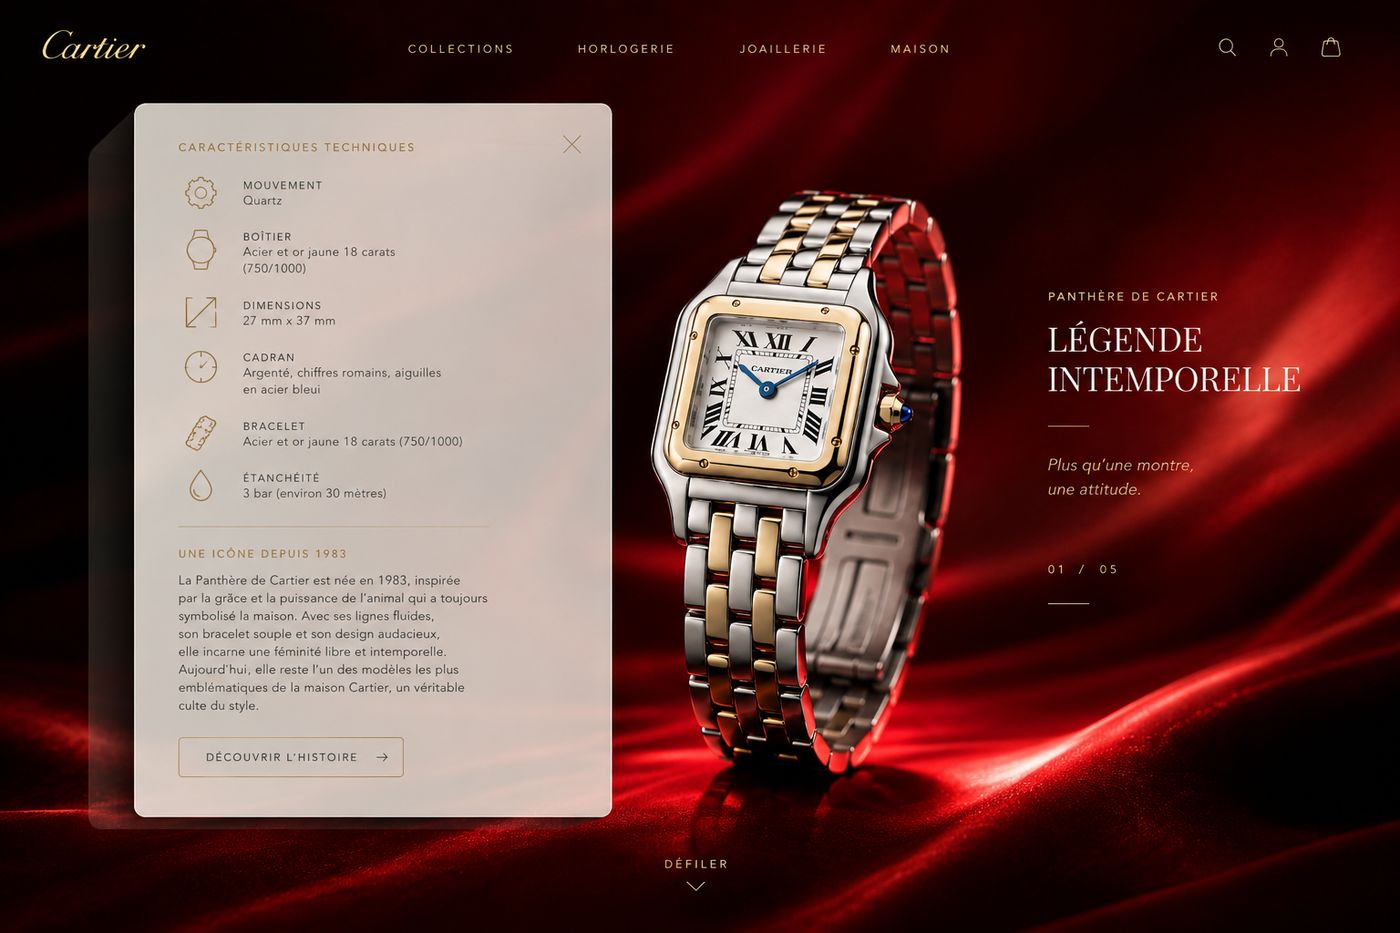 Cartier
COLLECTIONS
HORLOGERIE
JOAILLERIE
MAISON
CARACTÉRISTIQUES TECHNIQUES
MOUVEMENT
Quartz
BOÎTIER
Acier et or jaune 18 carats
(750/1000)
DIMENSIONS
27 mm x 37 mm
CADRAN
Argenté, chiffres romains, aiguilles
en acier bleui
BRACELET
Acier et or jaune 18 carats (750/1000)
ÉTANCHÉITÉ
3 bar (environ 30 mètres)
UNE ICÔNE DEPUIS 1983
La Panthère de Cartier est née en 1983, inspirée
par la grâce et la puissance de l'animal qui a toujours
symbolisé la maison. Avec ses lignes fluides,
son bracelet souple et son design audacieux,
elle incarne une féminité libre et intemporelle.
Aujourd'hui, elle reste l'un des modèles les plus
emblématiques de la maison Cartier, un véritable
culte du style.
DÉCOUVRIR L'HISTOIRE →
XI XII I
CARTIER
PANTHÈRE DE CARTIER
LÉGENDE
INTEMPORELLE
Plus qu'une montre,
une attitude.
01 / 05
DÉFILER